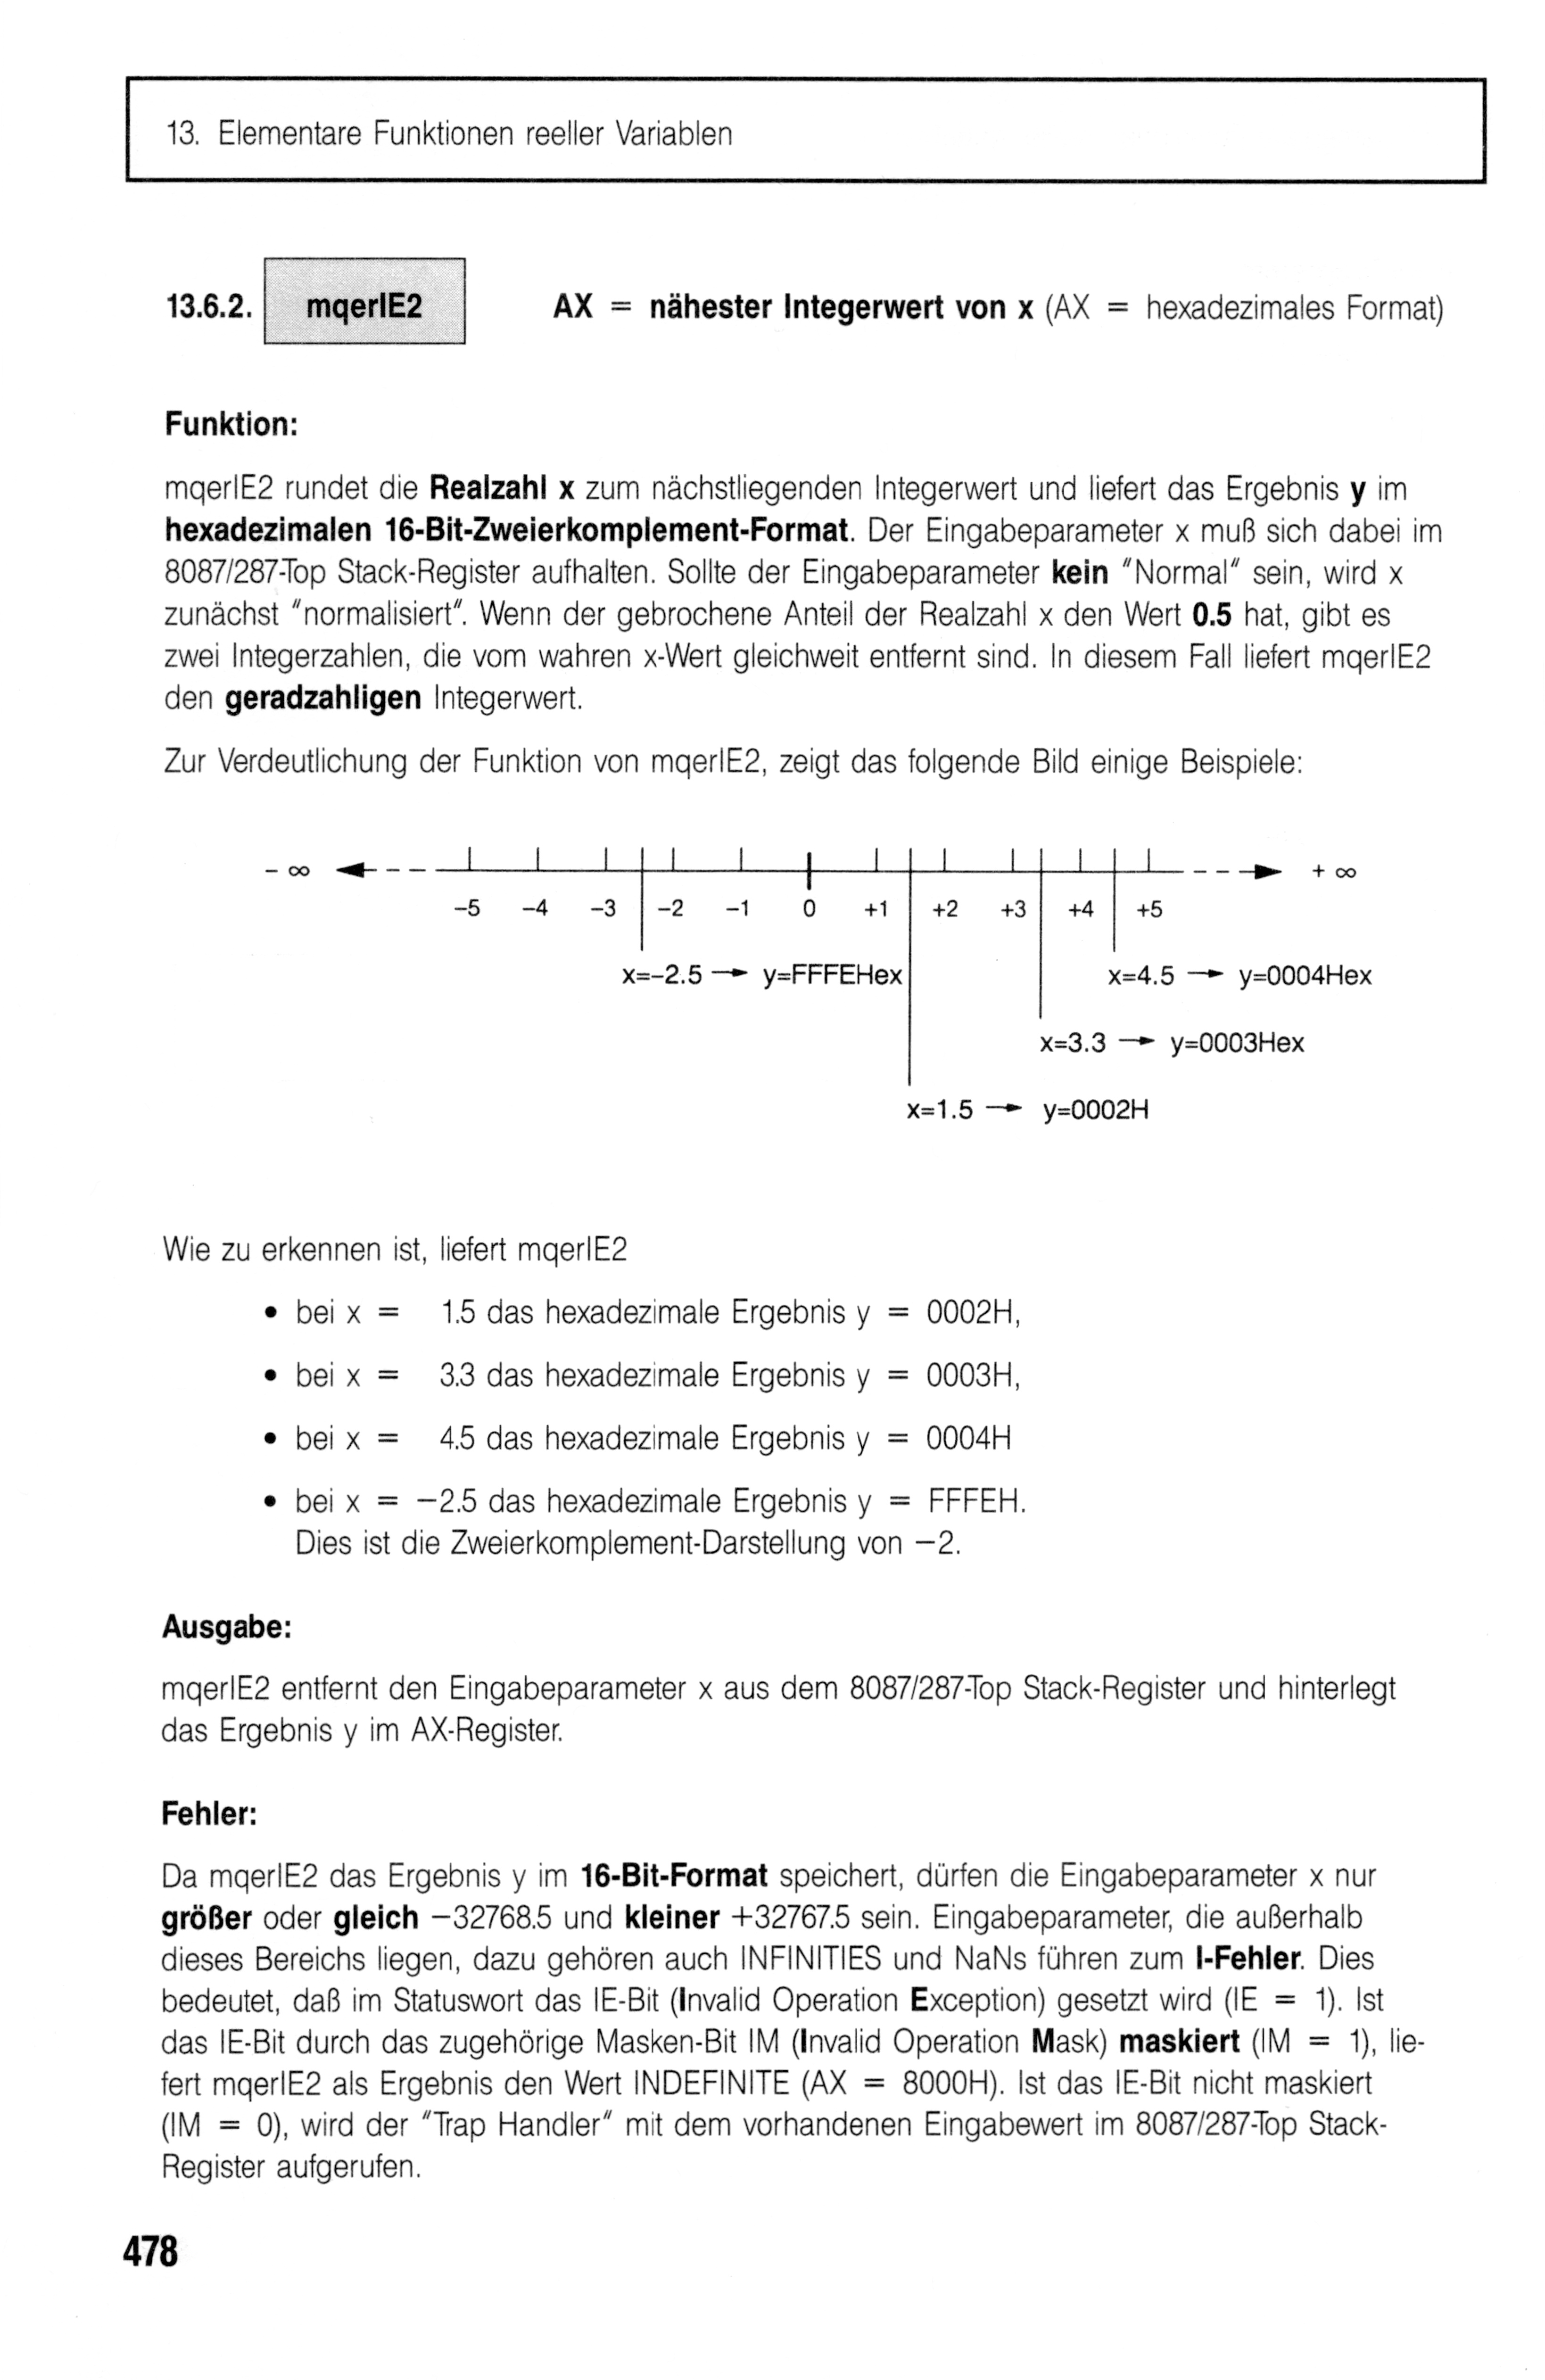 13. Elementare Funktionen reeller Variablen
13.6.2. mqerIE2 AX = nähester Integerwert von x (AX = hexadezimales Format)
Funktion:
mqerIE2 rundet die Realzahl x zum nächstliegenden Integerwert und liefert das Ergebnis y im
hexadezimalen 16-Bit-Zweierkomplement-Format. Der Eingabeparameter x muß sich dabei im
8087/287-Top Stack-Register aufhalten. Sollte der Eingabeparameter kein "Normal" sein, wird x
zunächst "normalisiert". Wenn der gebrochene Anteil der Realzahl x den Wert 0.5 hat, gibt es
zwei Integerzahlen, die vom wahren x-Wert gleichweit entfernt sind. In diesem Fall liefert mqerIE2
den geradzahligen Integerwert.
Zur Verdeutlichung der Funktion von mqerIE2, zeigt das folgende Bild einige Beispiele:
− ∞ + ∞
−5 −4 −3 −2 −1 0 +1 +2 +3 +4 +5
x=−2.5 → y=FFFEHex x=4.5 → y=0004Hex
x=3.3 → y=0003Hex
x=1.5 → y=0002H
Wie zu erkennen ist, liefert mqerIE2
• bei x = 1.5 das hexadezimale Ergebnis y = 0002H,
• bei x = 3.3 das hexadezimale Ergebnis y = 0003H,
• bei x = 4.5 das hexadezimale Ergebnis y = 0004H
• bei x = −2.5 das hexadezimale Ergebnis y = FFFEH.
Dies ist die Zweierkomplement-Darstellung von −2.
Ausgabe:
mqerIE2 entfernt den Eingabeparameter x aus dem 8087/287-Top Stack-Register und hinterlegt
das Ergebnis y im AX-Register.
Fehler:
Da mqerIE2 das Ergebnis y im 16-Bit-Format speichert, dürfen die Eingabeparameter x nur
größer oder gleich −32768.5 und kleiner +32767.5 sein. Eingabeparameter, die außerhalb
dieses Bereichs liegen, dazu gehören auch INFINITIES und NaNs führen zum I-Fehler. Dies
bedeutet, daß im Statuswort das IE-Bit (Invalid Operation Exception) gesetzt wird (IE = 1). Ist
das IE-Bit durch das zugehörige Masken-Bit IM (Invalid Operation Mask) maskiert (IM = 1), lie-
fert mqerIE2 als Ergebnis den Wert INDEFINITE (AX = 8000H). Ist das IE-Bit nicht maskiert
(IM = 0), wird der "Trap Handler" mit dem vorhandenen Eingabewert im 8087/287-Top Stack-
Register aufgerufen.
478